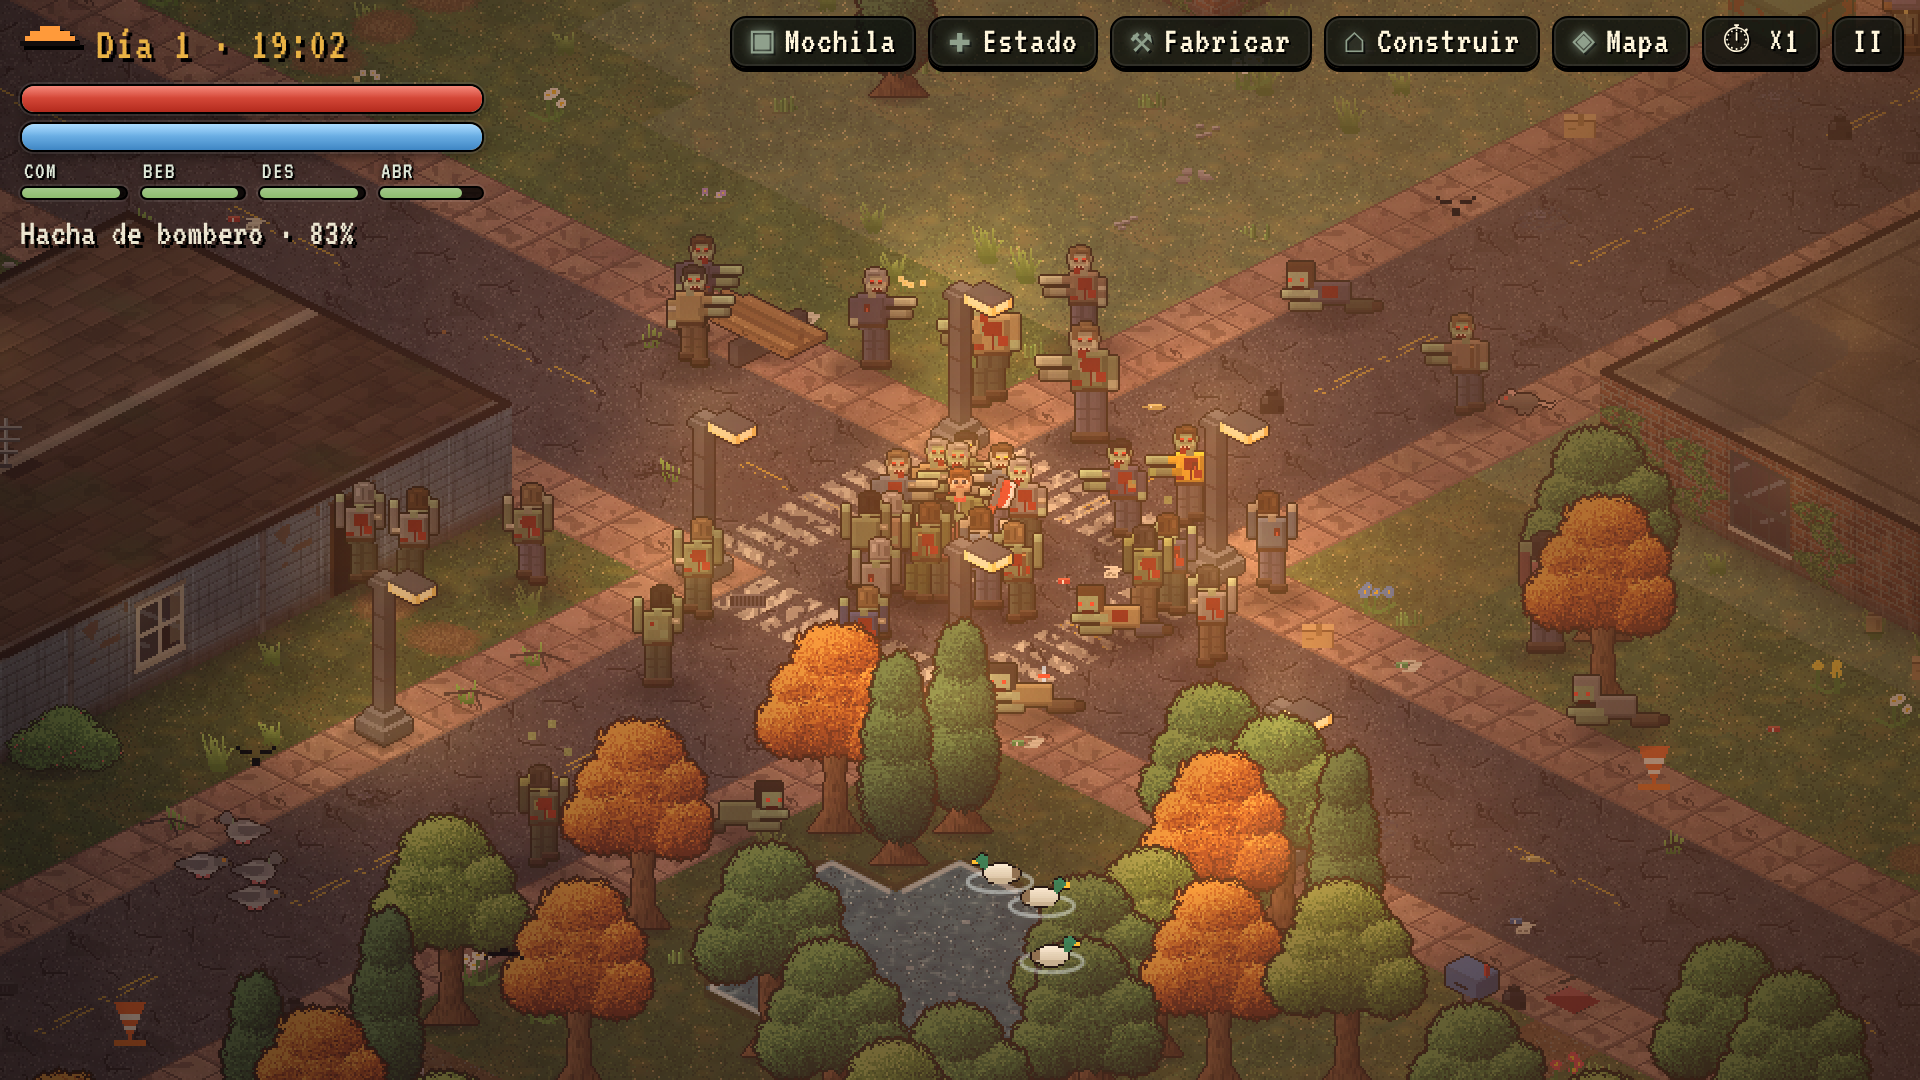 Día 1 · 19:02
Mochila
Estado
Fabricar
Construir
Mapa
X1
II
COM BEB DES ABR
Hacha de bombero · 83%